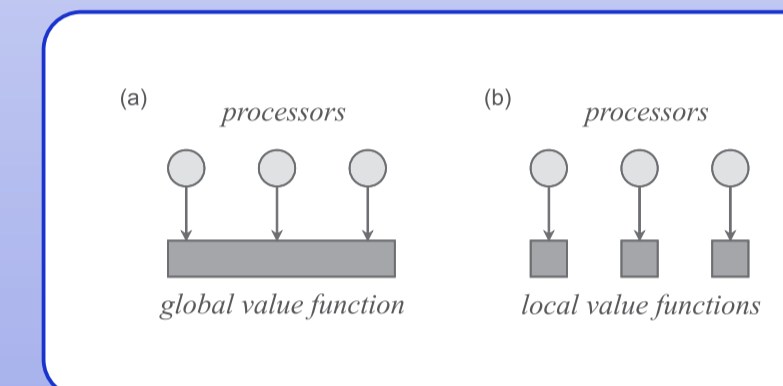 (a)
processors
global value function
(b)
processors
local value functions